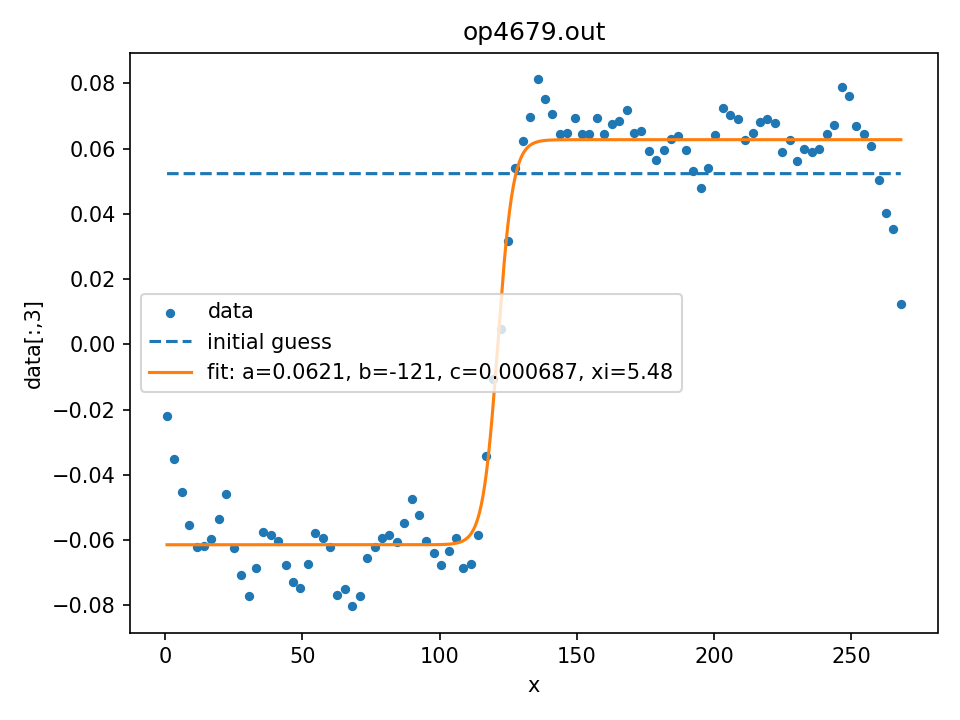 op4679.out
0.08
0.06
0.04
0.02
0.00
−0.02
−0.04
−0.06
−0.08
data[:,3]
data
initial guess
fit: a=0.0621, b=-121, c=0.000687, xi=5.48
0 50 100 150 200 250
x